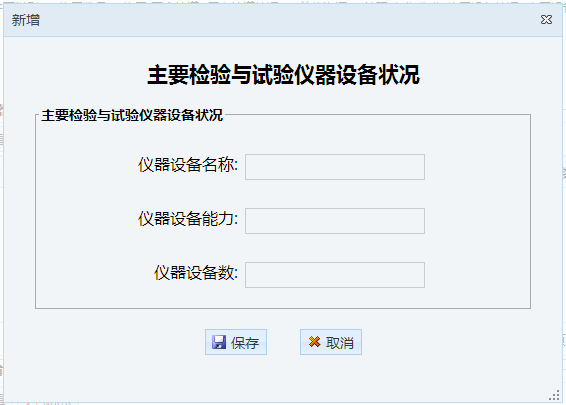 新增
主要检验与试验仪器设备状况
主要检验与试验仪器设备状况
仪器设备名称:
仪器设备能力:
仪器设备数:
保存 取消